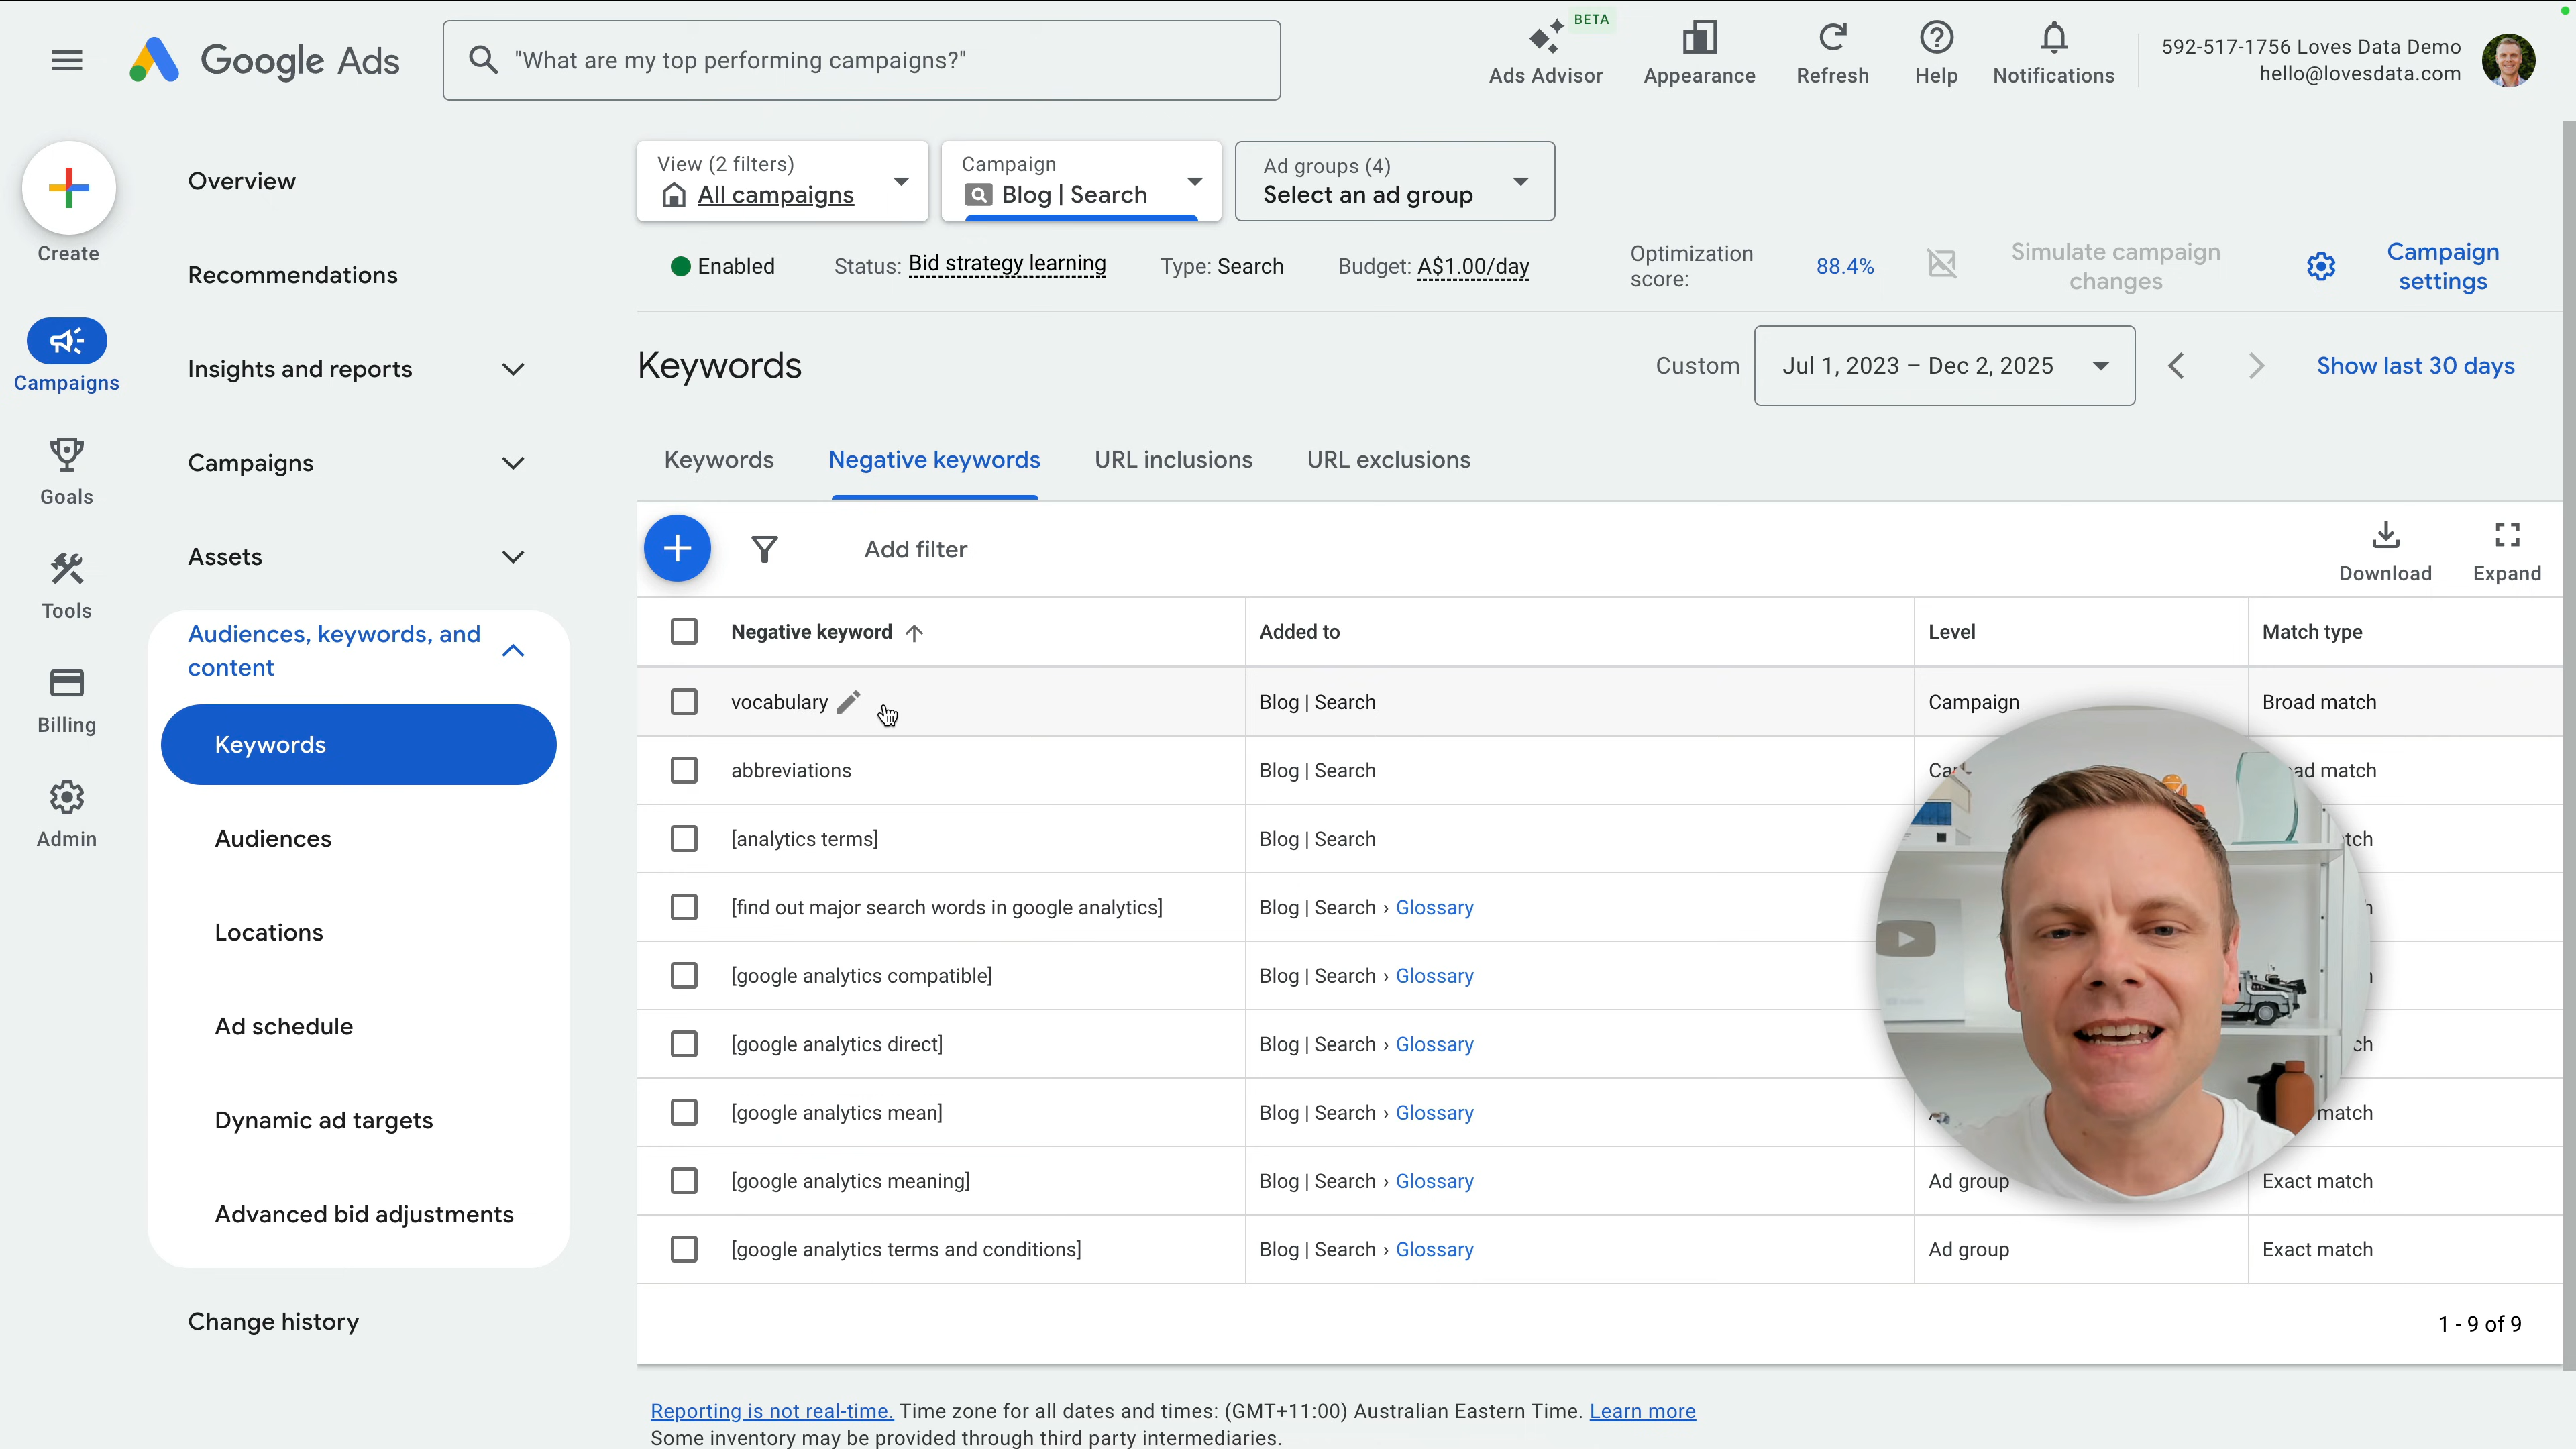 Google Ads
"What are my top performing campaigns?"
BETA
Ads Advisor
Appearance
Refresh
Help
Notifications
592-517-1756 Loves Data Demo
hello@lovesdata.com
Create
Campaigns
Goals
Tools
Billing
Admin
Overview
Recommendations
Insights and reports
Campaigns
Assets
Audiences, keywords, and
content
Keywords
Audiences
Locations
Ad schedule
Dynamic ad targets
Advanced bid adjustments
Change history
View (2 filters)
All campaigns
Campaign
Blog | Search
Ad groups (4)
Select an ad group
Enabled
Status: Bid strategy learning
Type: Search
Budget: A$1.00/day
Optimization
score:
88.4%
Simulate campaign
changes
Campaign
settings
Keywords
Custom
Jul 1, 2023 – Dec 2, 2025
Show last 30 days
Keywords
Negative keywords
URL inclusions
URL exclusions
Add filter
Download
Expand
Negative keyword
Added to
Level
Match type
vocabulary
Blog | Search
Campaign
Broad match
abbreviations
Blog | Search
match
[analytics terms]
Blog | Search
[find out major search words in google analytics]
Blog | Search › Glossary
[google analytics compatible]
Blog | Search › Glossary
[google analytics direct]
Blog | Search › Glossary
[google analytics mean]
Blog | Search › Glossary
match
[google analytics meaning]
Blog | Search › Glossary
Ad group
Exact match
[google analytics terms and conditions]
Blog | Search › Glossary
Ad group
Exact match
1 - 9 of 9
Reporting is not real-time. Time zone for all dates and times: (GMT+11:00) Australian Eastern Time. Learn more
Some inventory may be provided through third party intermediaries.